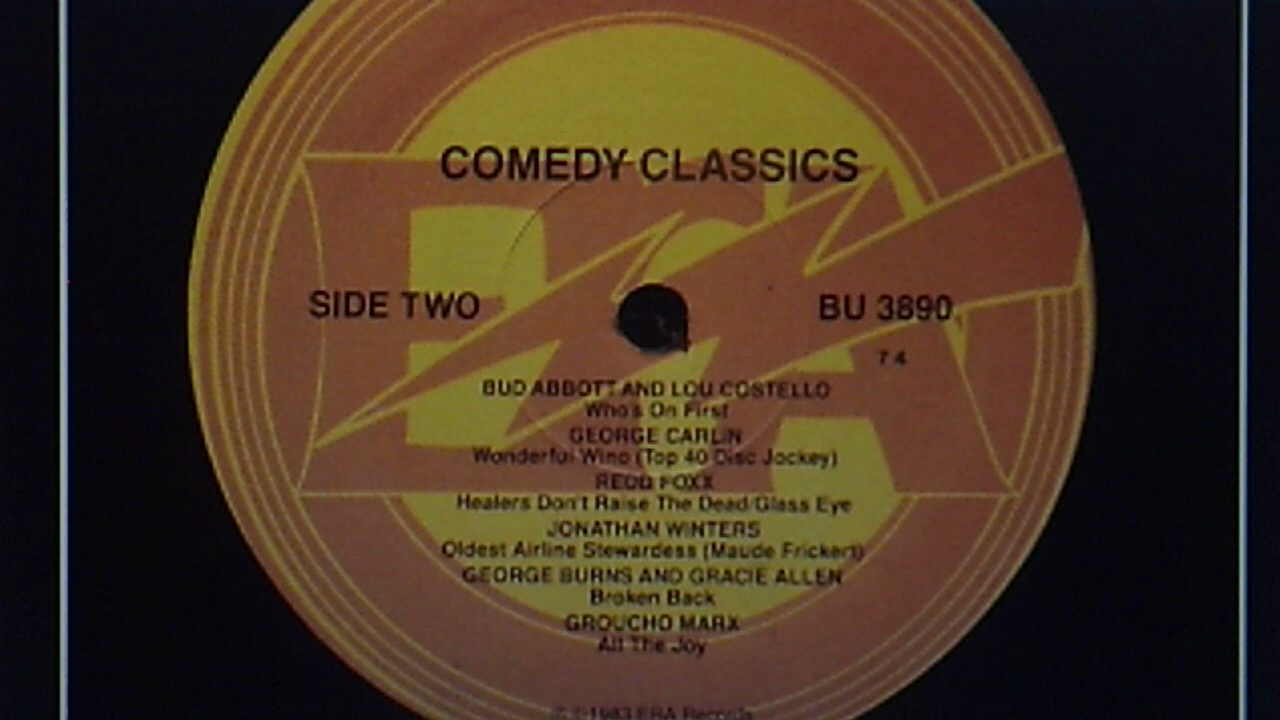 COMEDY CLASSICS
SIDE TWO
BU 3890
74
BUD ABBOTT AND LOU COSTELLO
Who's On First
GEORGE CARLIN
Wonderful Wino (Top 40 Disc Jockey)
REDD FOXX
Healers Don't Raise The Dead/Glass Eye
JONATHAN WINTERS
Oldest Airline Stewardess (Maude Frickert)
GEORGE BURNS AND GRACIE ALLEN
Broken Back
GROUCHO MARX
All The Joy
1983 ERA Records